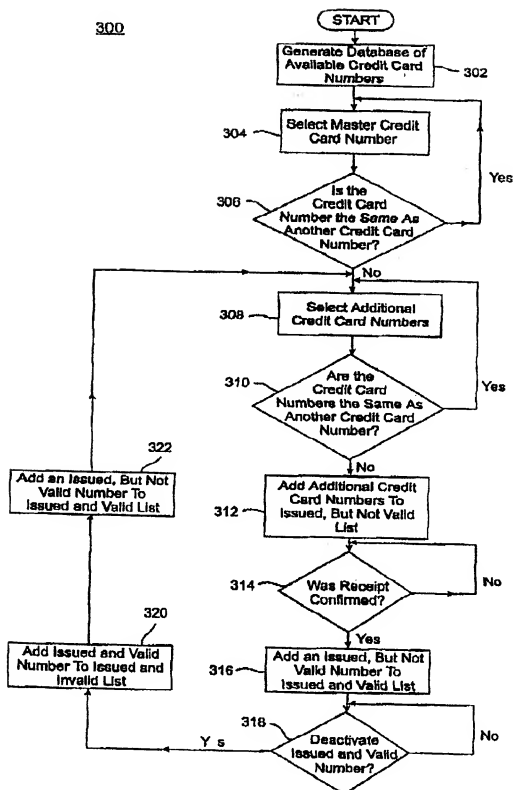 300
START
Generate Database of
Available Credit Card
Numbers
302
304
Select Master Credit
Card Number
Yes
306
Is the
Credit Card
Number the Same As
Another Credit Card
Number?
No
308
Select Additional
Credit Card Numbers
310
Are the
Credit Card
Numbers the Same As
Another Credit Card
Number?
Yes
No
312
Add Additional Credit
Card Numbers To
Issued, But Not Valid
List
314
Was Receipt
Confirmed?
No
Yes
316
Add an Issued, But Not
Valid Number To
Issued and Valid List
318
Deactivate
Issued and Valid
Number?
No
Y s
320
Add Issued and Valid
Number To Issued and
Invalid List
322
Add an Issued, But Not
Valid Number To
Issued and Valid List